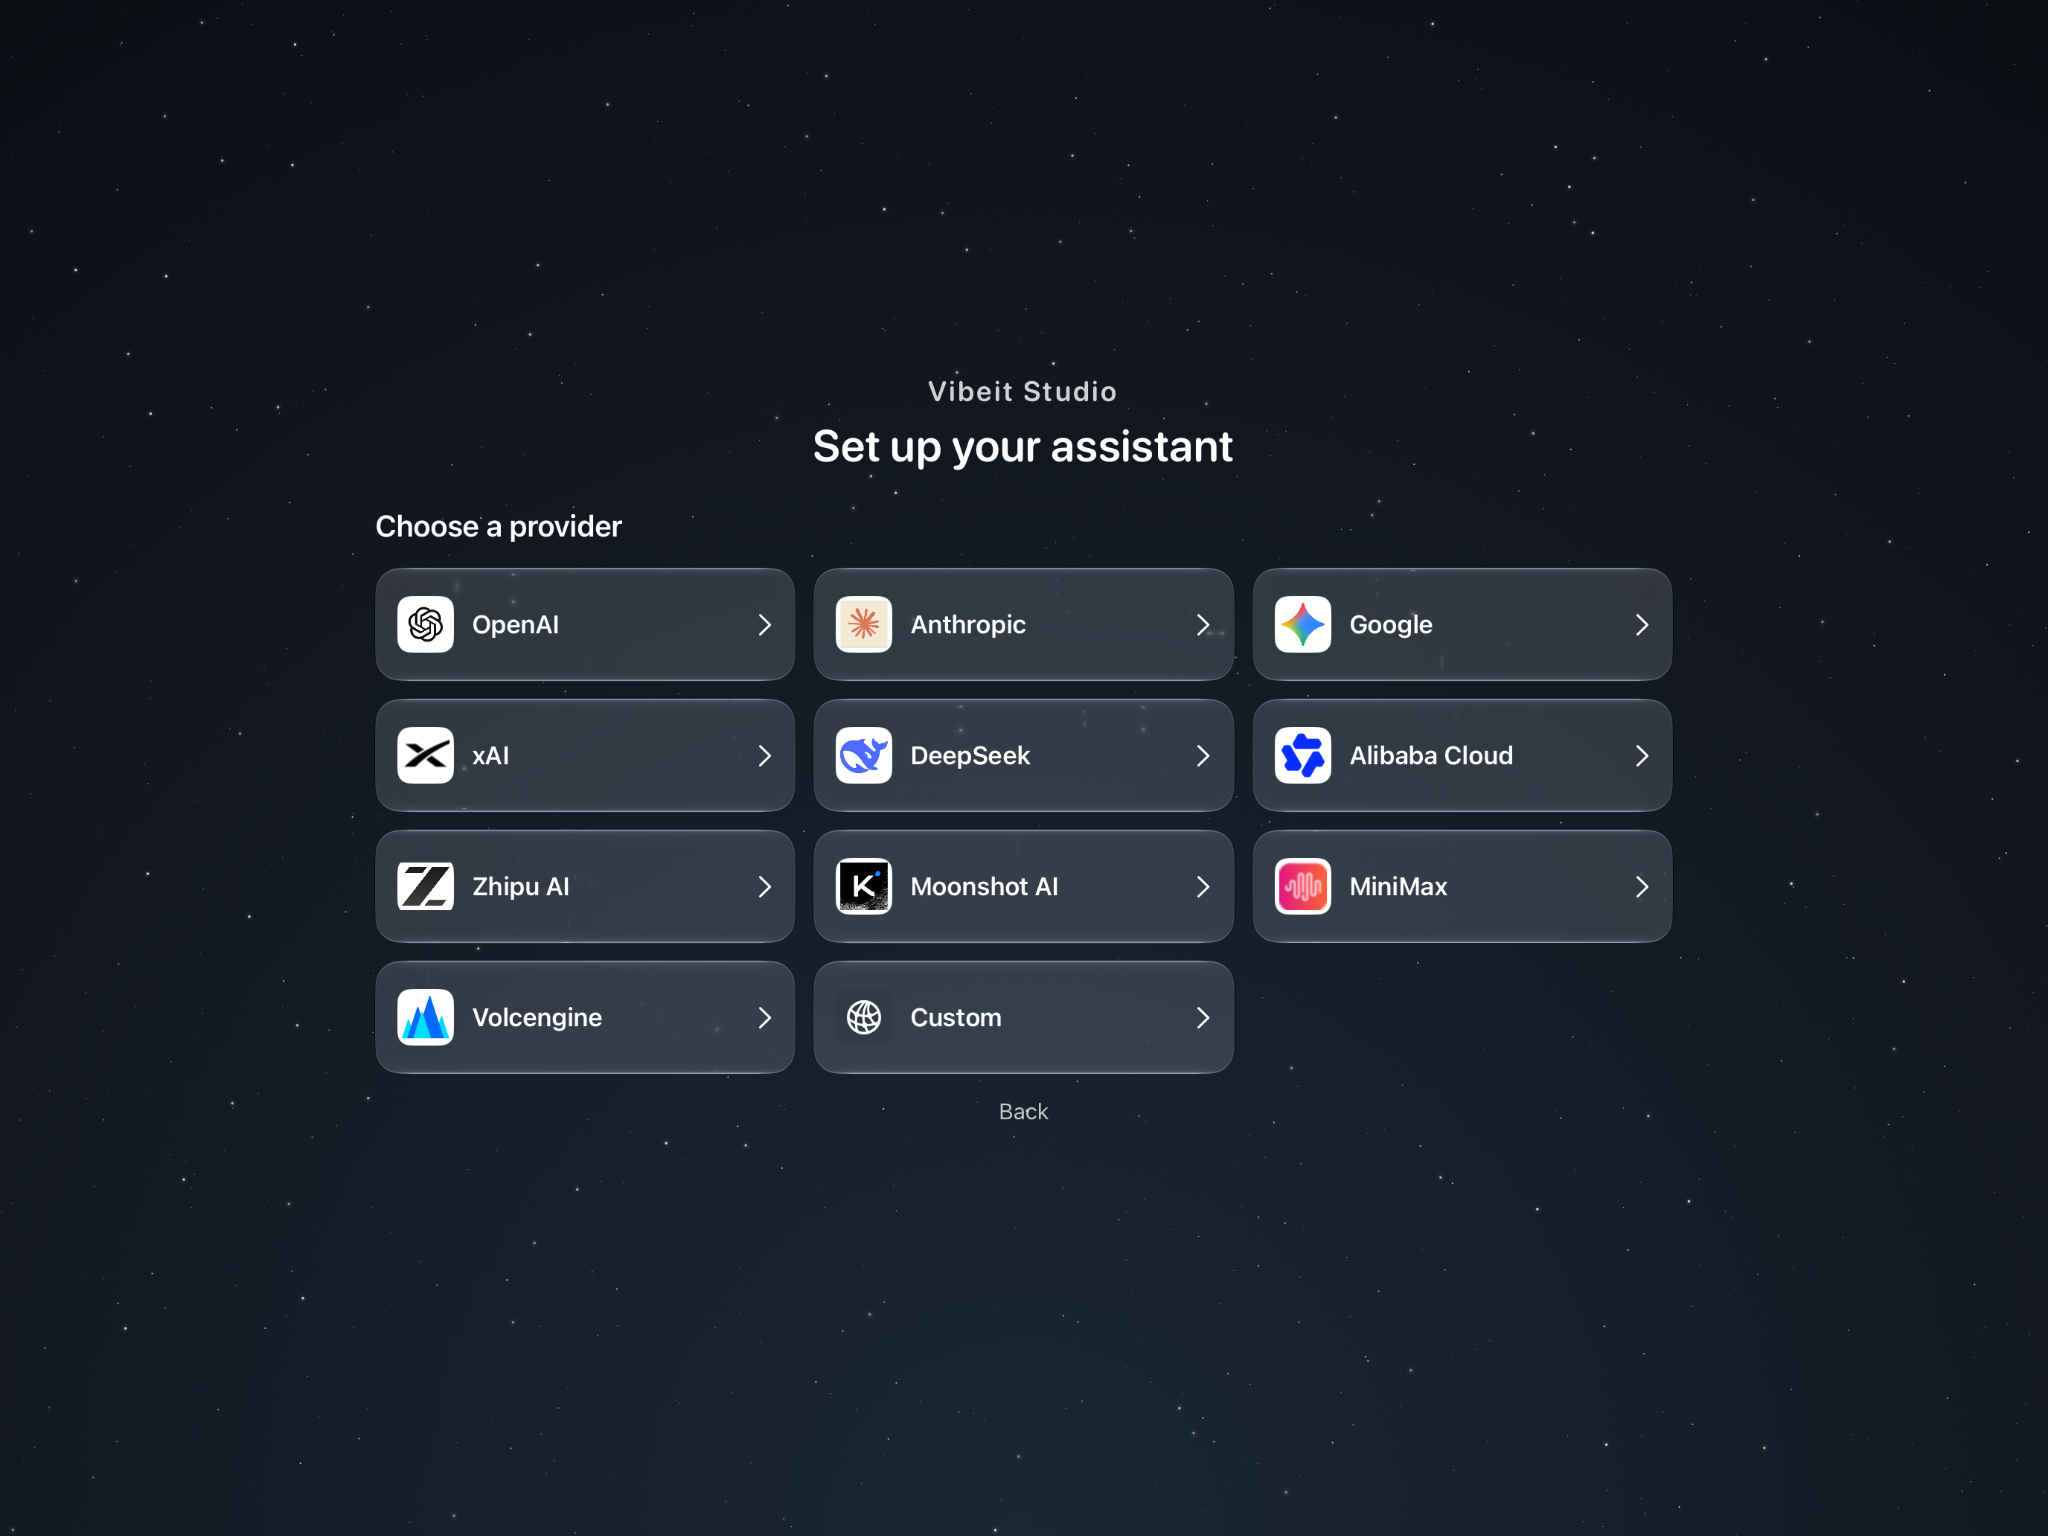 Vibeit Studio
Set up your assistant
Choose a provider
OpenAI
Anthropic
Google
xAI
DeepSeek
Alibaba Cloud
Zhipu AI
Moonshot AI
MiniMax
Volcengine
Custom
Back